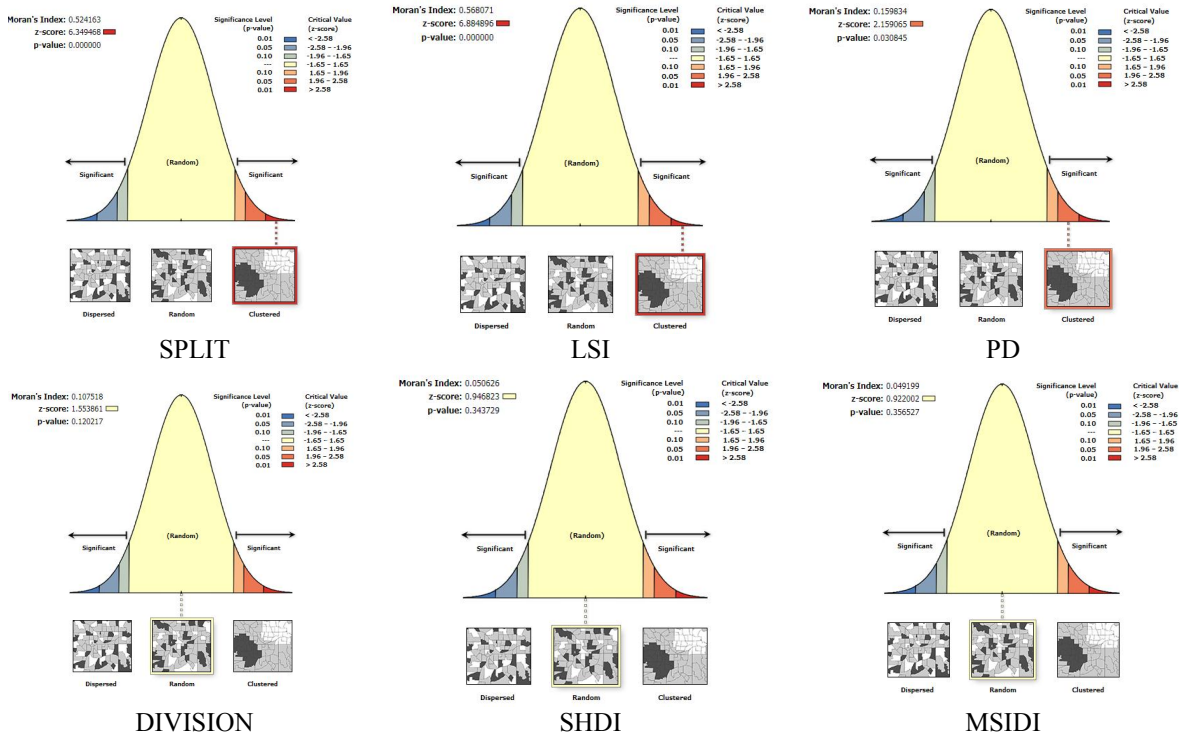 Moran's Index: 0.524163
z-score: 6.349468
p-value: 0.000000
Significance Level (p-value)
Critical Value (z-score)
0.01 < -2.58
0.05 -2.58 – -1.96
0.10 -1.96 – -1.65
--- -1.65 – 1.65
0.10 1.65 – 1.96
0.05 1.96 – 2.58
0.01 > 2.58
(Random)
Significant Significant
Dispersed Random Clustered
SPLIT
Moran's Index: 0.568071
z-score: 6.884896
p-value: 0.000000
Significance Level (p-value)
Critical Value (z-score)
0.01 < -2.58
0.05 -2.58 – -1.96
0.10 -1.96 – -1.65
--- -1.65 – 1.65
0.10 1.65 – 1.96
0.05 1.96 – 2.58
0.01 > 2.58
(Random)
Significant Significant
Dispersed Random Clustered
LSI
Moran's Index: 0.159834
z-score: 2.159065
p-value: 0.030845
Significance Level (p-value)
Critical Value (z-score)
0.01 < -2.58
0.05 -2.58 – -1.96
0.10 -1.96 – -1.65
--- -1.65 – 1.65
0.10 1.65 – 1.96
0.05 1.96 – 2.58
0.01 > 2.58
(Random)
Significant Significant
Dispersed Random Clustered
PD
Moran's Index: 0.107518
z-score: 1.553861
p-value: 0.120217
Significance Level (p-value)
Critical Value (z-score)
0.01 < -2.58
0.05 -2.58 – -1.96
0.10 -1.96 – -1.65
--- -1.65 – 1.65
0.10 1.65 – 1.96
0.05 1.96 – 2.58
0.01 > 2.58
(Random)
Significant Significant
Dispersed Random Clustered
DIVISION
Moran's Index: 0.050626
z-score: 0.946823
p-value: 0.343729
Significance Level (p-value)
Critical Value (z-score)
0.01 < -2.58
0.05 -2.58 – -1.96
0.10 -1.96 – -1.65
--- -1.65 – 1.65
0.10 1.65 – 1.96
0.05 1.96 – 2.58
0.01 > 2.58
(Random)
Significant Significant
Dispersed Random Clustered
SHDI
Moran's Index: 0.049199
z-score: 0.922002
p-value: 0.356527
Significance Level (p-value)
Critical Value (z-score)
0.01 < -2.58
0.05 -2.58 – -1.96
0.10 -1.96 – -1.65
--- -1.65 – 1.65
0.10 1.65 – 1.96
0.05 1.96 – 2.58
0.01 > 2.58
(Random)
Significant Significant
Dispersed Random Clustered
MSIDI